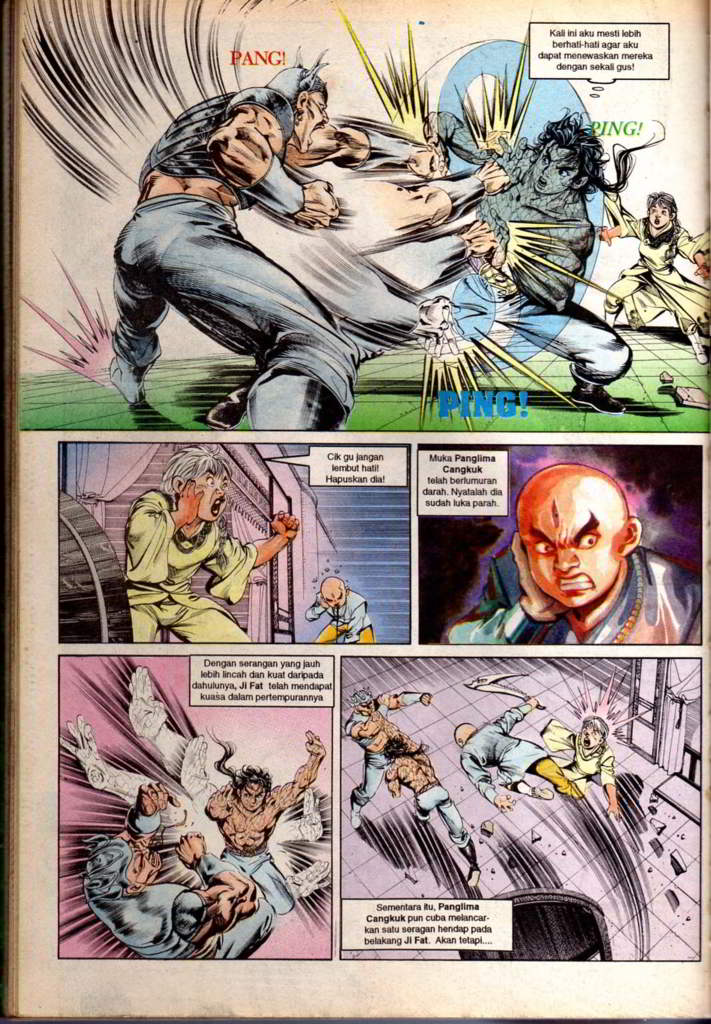 PANG!
Kali ini aku mesti lebih
berhati-hati agar aku
dapat menewaskan mereka
dengan sekali gus!
PING!
PING!
Cik gu jangan
lembut hati!
Hapuskan dia!
Muka Panglima
Cangkuk
telah berlumuran
darah. Nyatalah dia
sudah luka parah.
Dengan serangan yang jauh
lebih lincah dan kuat daripada
dahulunya, Ji Fat telah mendapat
kuasa dalam pertempurannya
Sementara itu, Panglima
Cangkuk pun cuba melancar-
kan satu seragan hendap pada
belakang Ji Fat. Akan tetapi....